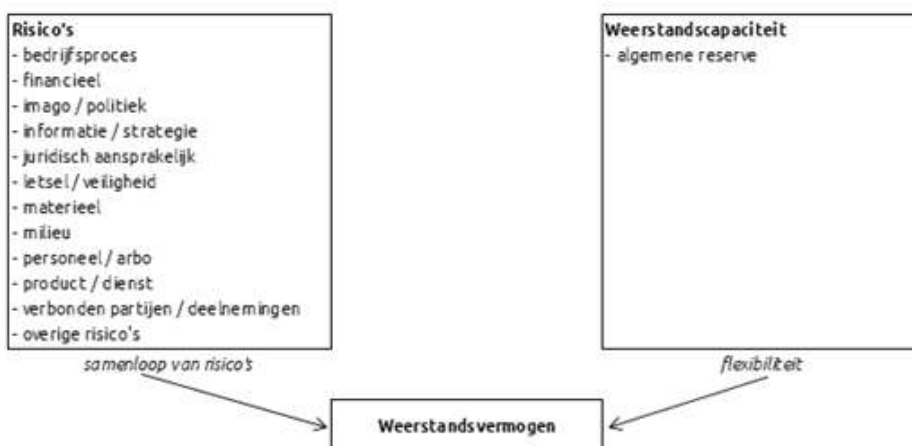 Risico's
- bedrijfsproces
- financieel
- imago / politiek
- informatie / strategie
- juridisch aansprakelijk
- letsel / veiligheid
- materieel
- milieu
- personeel / arbo
- product / dienst
- verbonden partijen / deelnemingen
- overige risico's
Weerstandscapaciteit
- algemene reserve
samenloop van risico's
flexibiliteit
Weerstandsvermogen